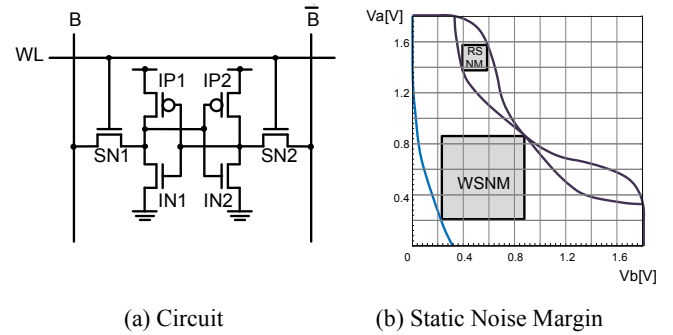 B
B̅
WL
IP1 IP2
SN1 SN2
IN1 IN2
Va[V]
1.6
1.2
0.8
0.4
RS
NM
WSNM
0 0.4 0.8 1.2 1.6
Vb[V]
(a) Circuit
(b) Static Noise Margin